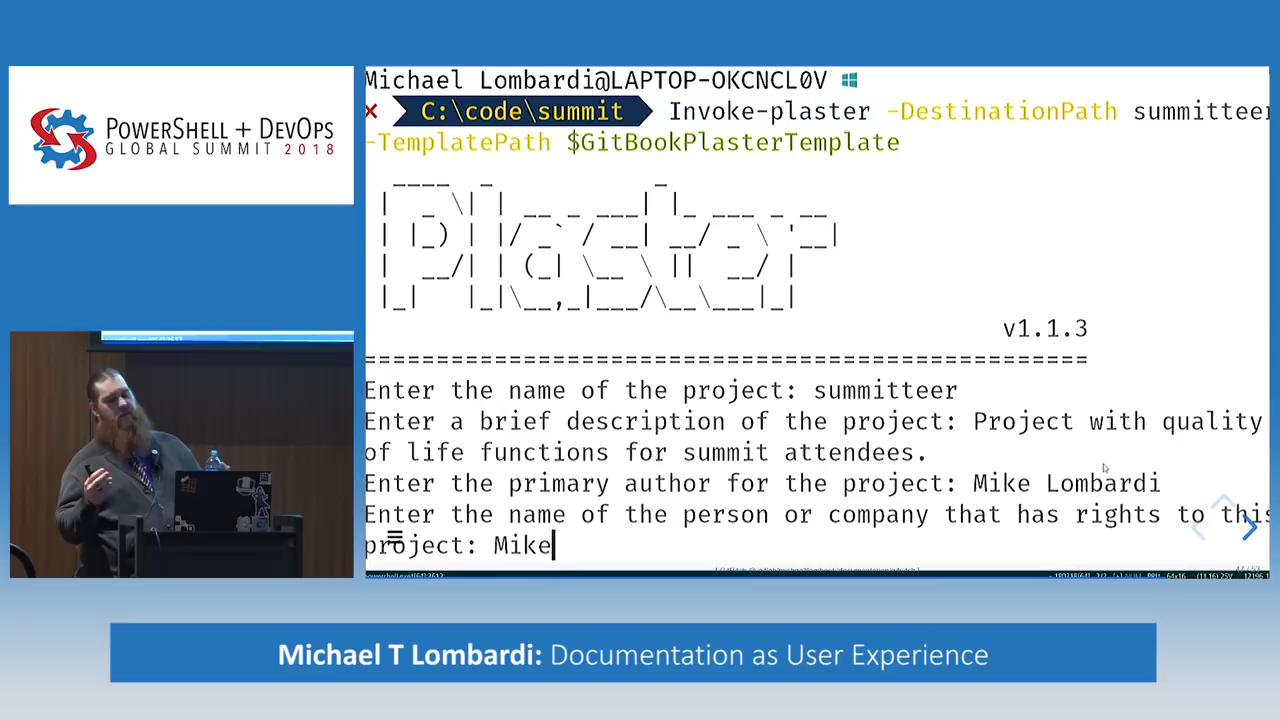 POWERSHELL + DEVOPS
GLOBAL SUMMIT 2018
Michael Lombardi@LAPTOP-OKCNCL0V
× C:\code\summit Invoke-plaster -DestinationPath summitteer
-TemplatePath $GitBookPlasterTemplate
Plaster
v1.1.3
==================================================
Enter the name of the project: summitteer
Enter a brief description of the project: Project with quality
of life functions for summit attendees.
Enter the primary author for the project: Mike Lombardi
Enter the name of the person or company that has rights to this
project: Mike
Michael T Lombardi: Documentation as User Experience